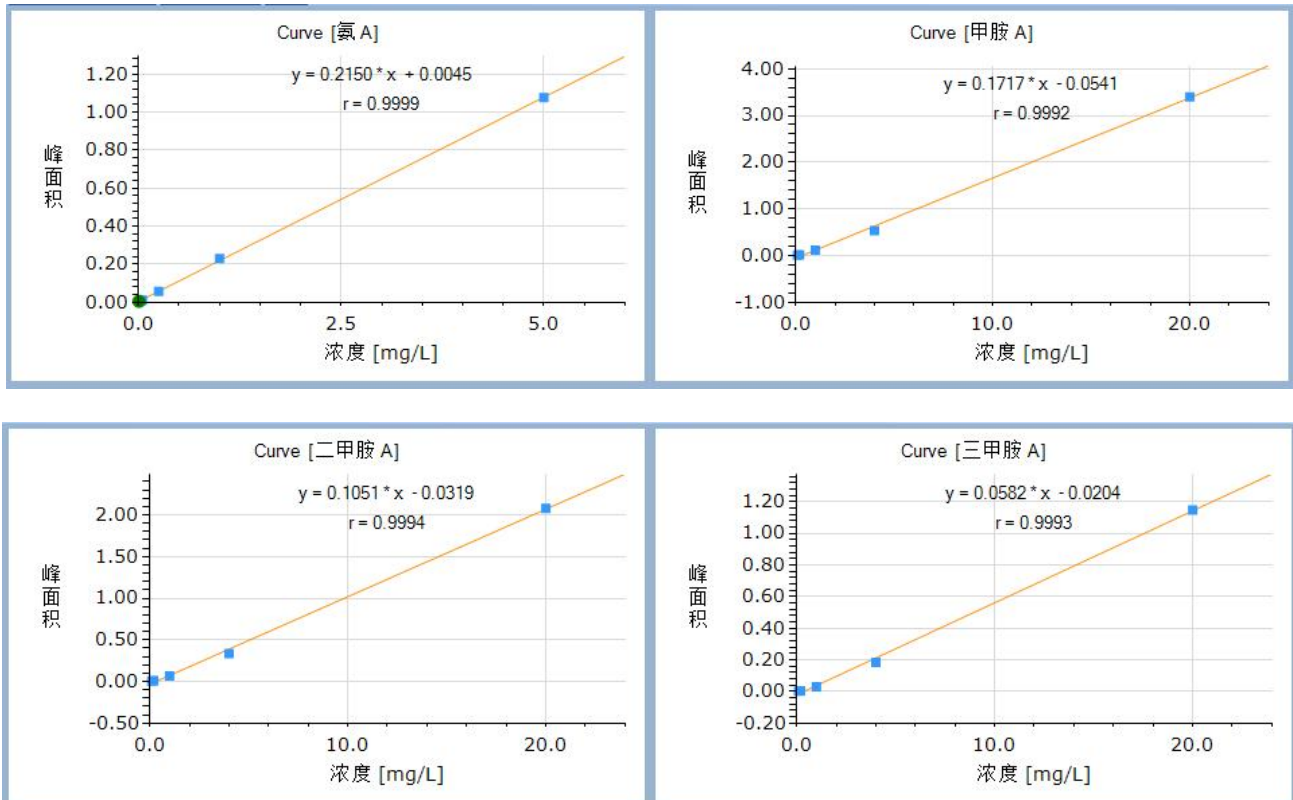 Curve [氨 A]
y = 0.2150 * x + 0.0045
r = 0.9999
1.20
1.00
0.80
0.60
0.40
0.20
0.00
峰面积
0.0 2.5 5.0
浓度 [mg/L]
Curve [甲胺 A]
y = 0.1717 * x - 0.0541
r = 0.9992
4.00
3.00
2.00
1.00
0.00
-1.00
峰面积
0.0 10.0 20.0
浓度 [mg/L]
Curve [二甲胺 A]
y = 0.1051 * x - 0.0319
r = 0.9994
2.00
1.50
1.00
0.50
0.00
-0.50
峰面积
0.0 10.0 20.0
浓度 [mg/L]
Curve [三甲胺 A]
y = 0.0582 * x - 0.0204
r = 0.9993
1.20
1.00
0.80
0.60
0.40
0.20
0.00
-0.20
峰面积
0.0 10.0 20.0
浓度 [mg/L]